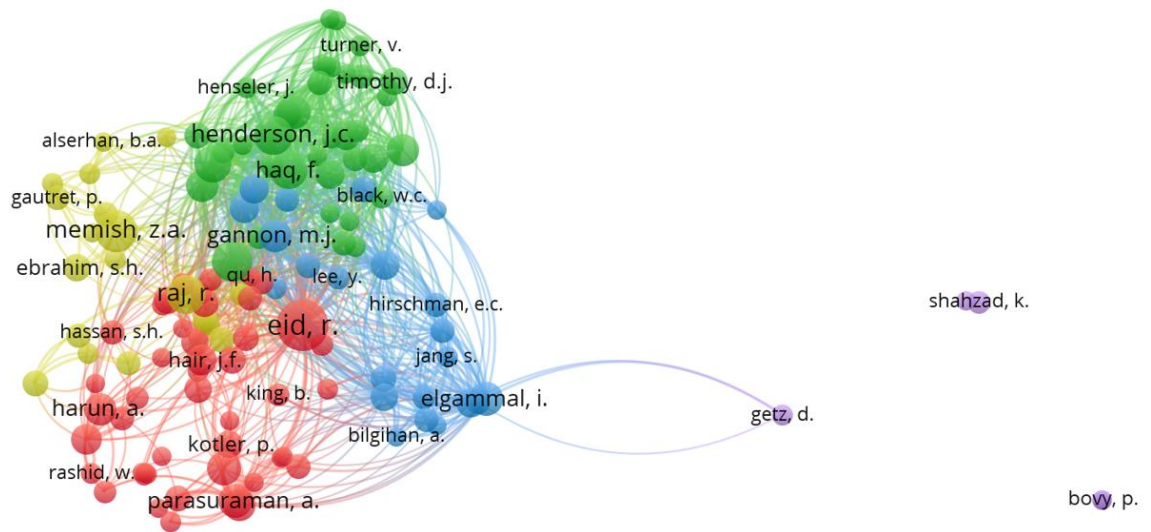 turner, v.
timothy, d.j.
henseler, j.
henderson, j.c.
alserhan, b.a.
haq, f.
black, w.c.
gautret, p.
memish, z.a.
gannon, m.j.
ebrahim, s.h.
qu, h.
lee, y.
raj, r.
hirschman, e.c.
shahzad, k.
eid, r.
hassan, s.h.
hair, j.f.
jang, s.
king, b.
elgammal, i.
harun, a.
getz, d.
bilgihan, a.
kotler, p.
rashid, w.
parasuraman, a.
bovy, p.